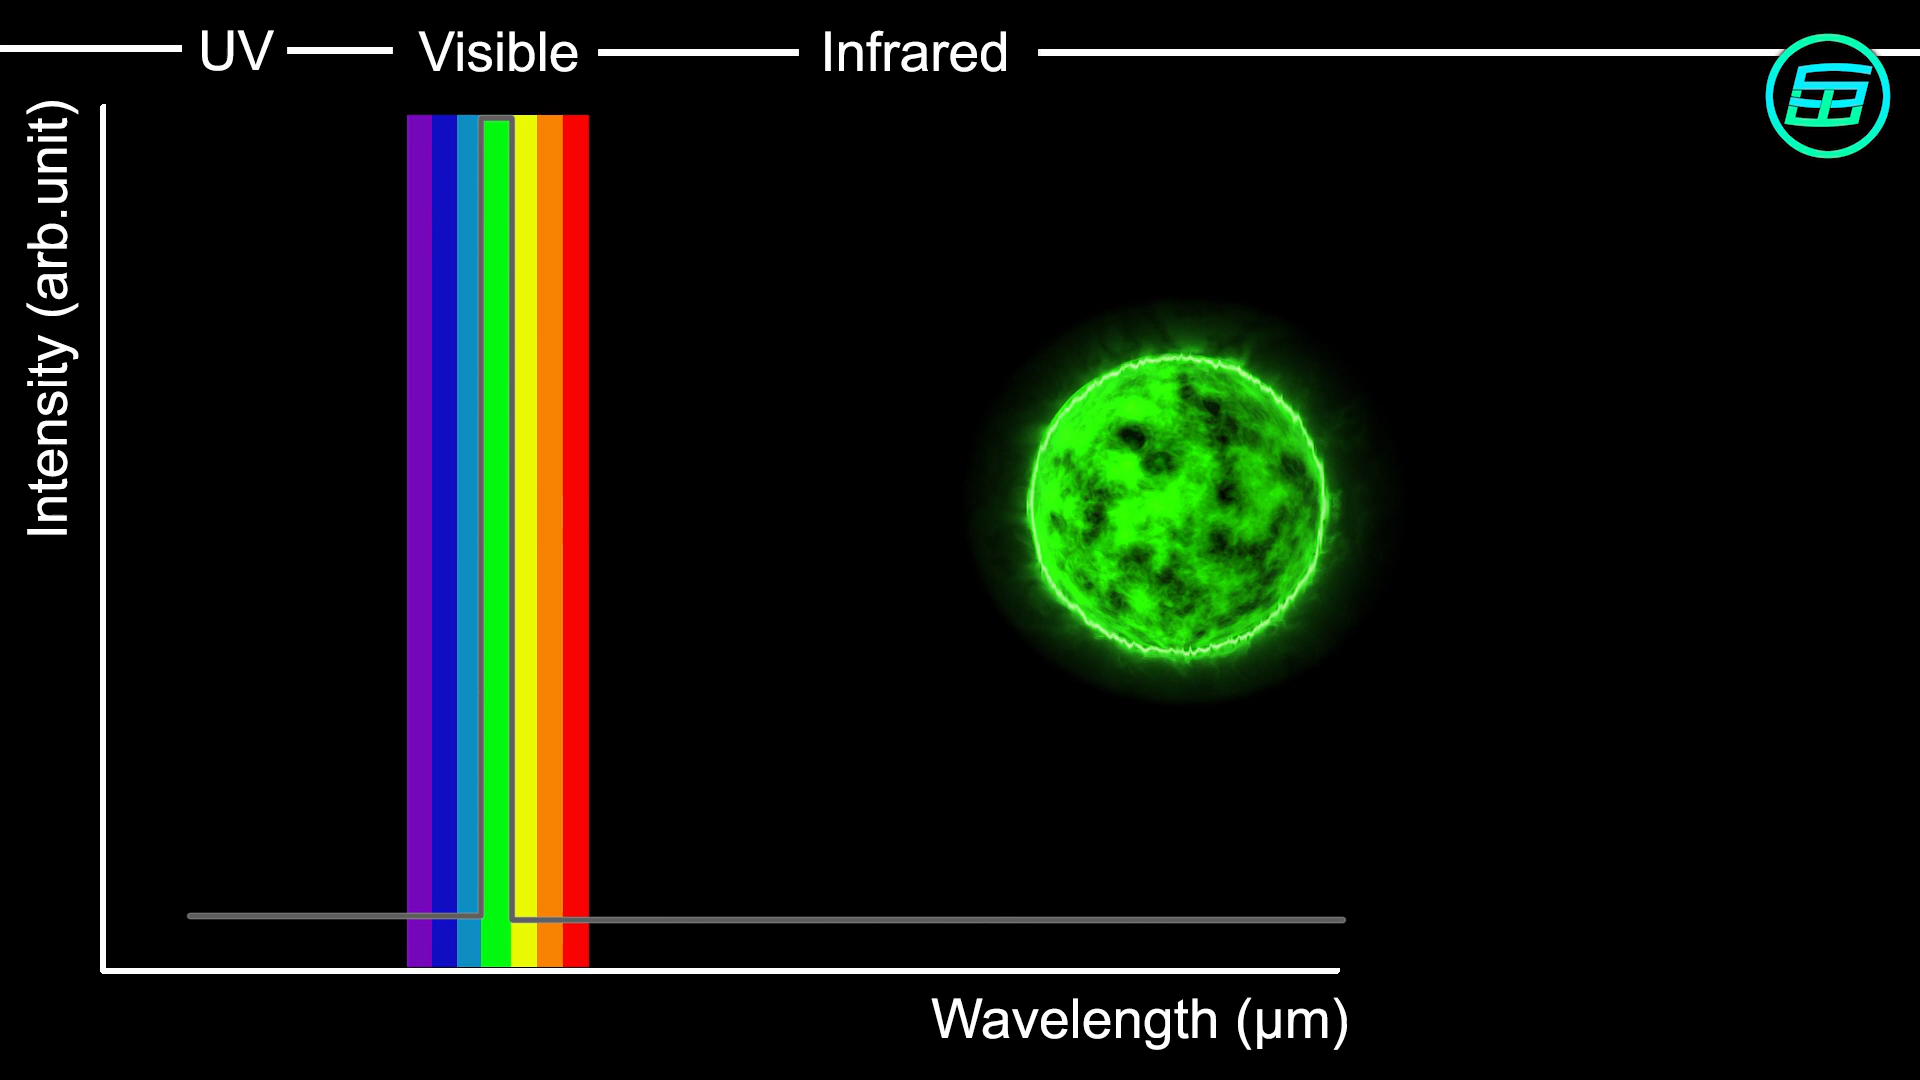 UV
Visible
Infrared
Intensity (arb.unit)
Wavelength (µm)